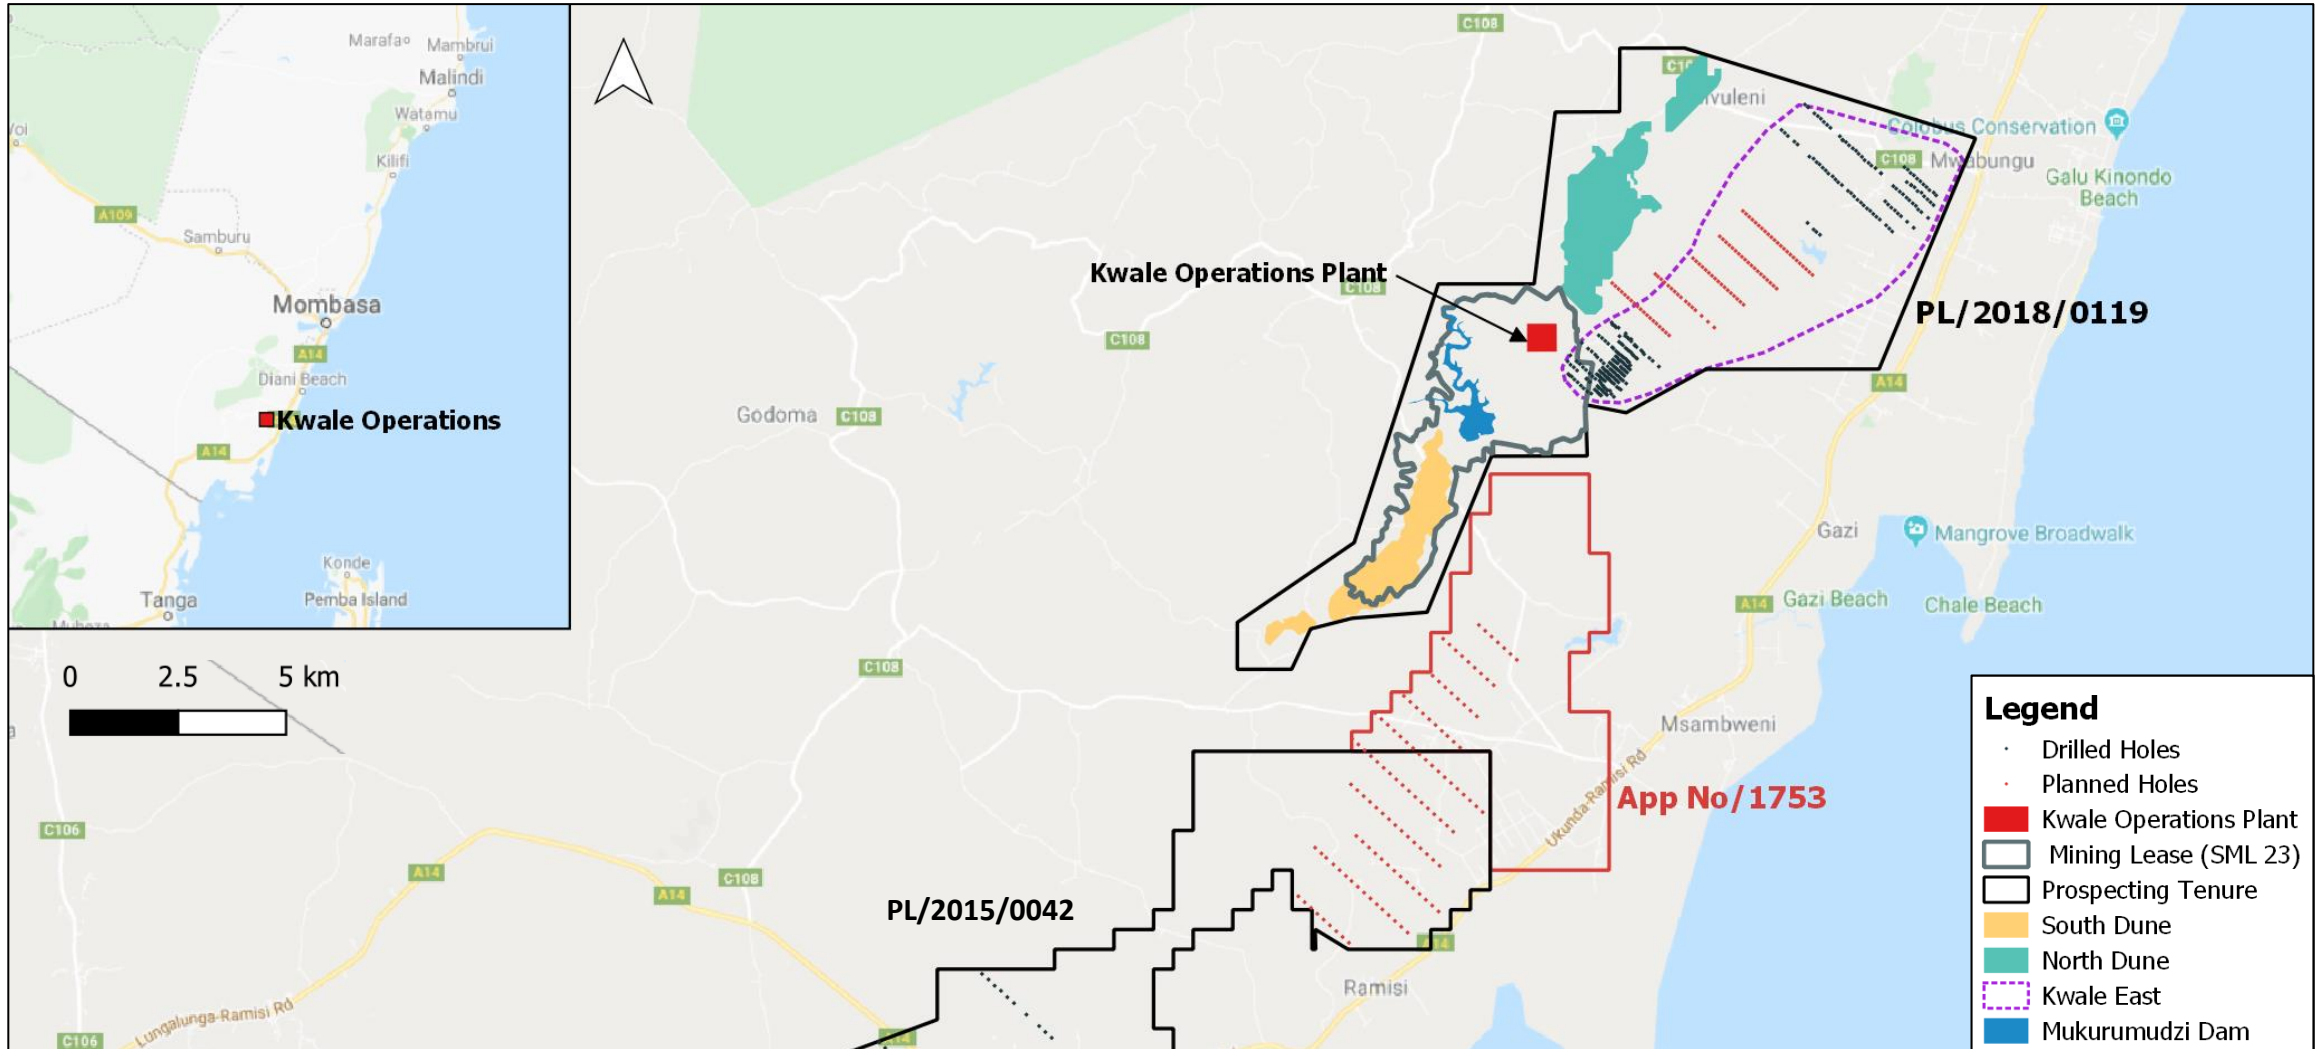 Marafa
Mambrui
Malindi
Watamu
Kilifi
A109
Samburu
Mombasa
A14
Diani Beach
Kwale Operations
A14
Konde
Tanga
Pemba Island
0 2.5 5 km
C108
Colobus Conservation
C108
Mwabungu
Galu Kinondo
Beach
Kwale Operations Plant
C108
PL/2018/0119
C108
A14
Godoma
C108
Gazi
Mangrove Broadwalk
A14
Gazi Beach
Chale Beach
C108
Msambweni
Ukunda-Ramisi Rd
App No/1753
C106
A14
C108
A14
PL/2015/0042
A14
Ramisi
Lungalunga-Ramisi Rd
C106
A14
Legend
Drilled Holes
Planned Holes
Kwale Operations Plant
Mining Lease (SML 23)
Prospecting Tenure
South Dune
North Dune
Kwale East
Mukurumudzi Dam